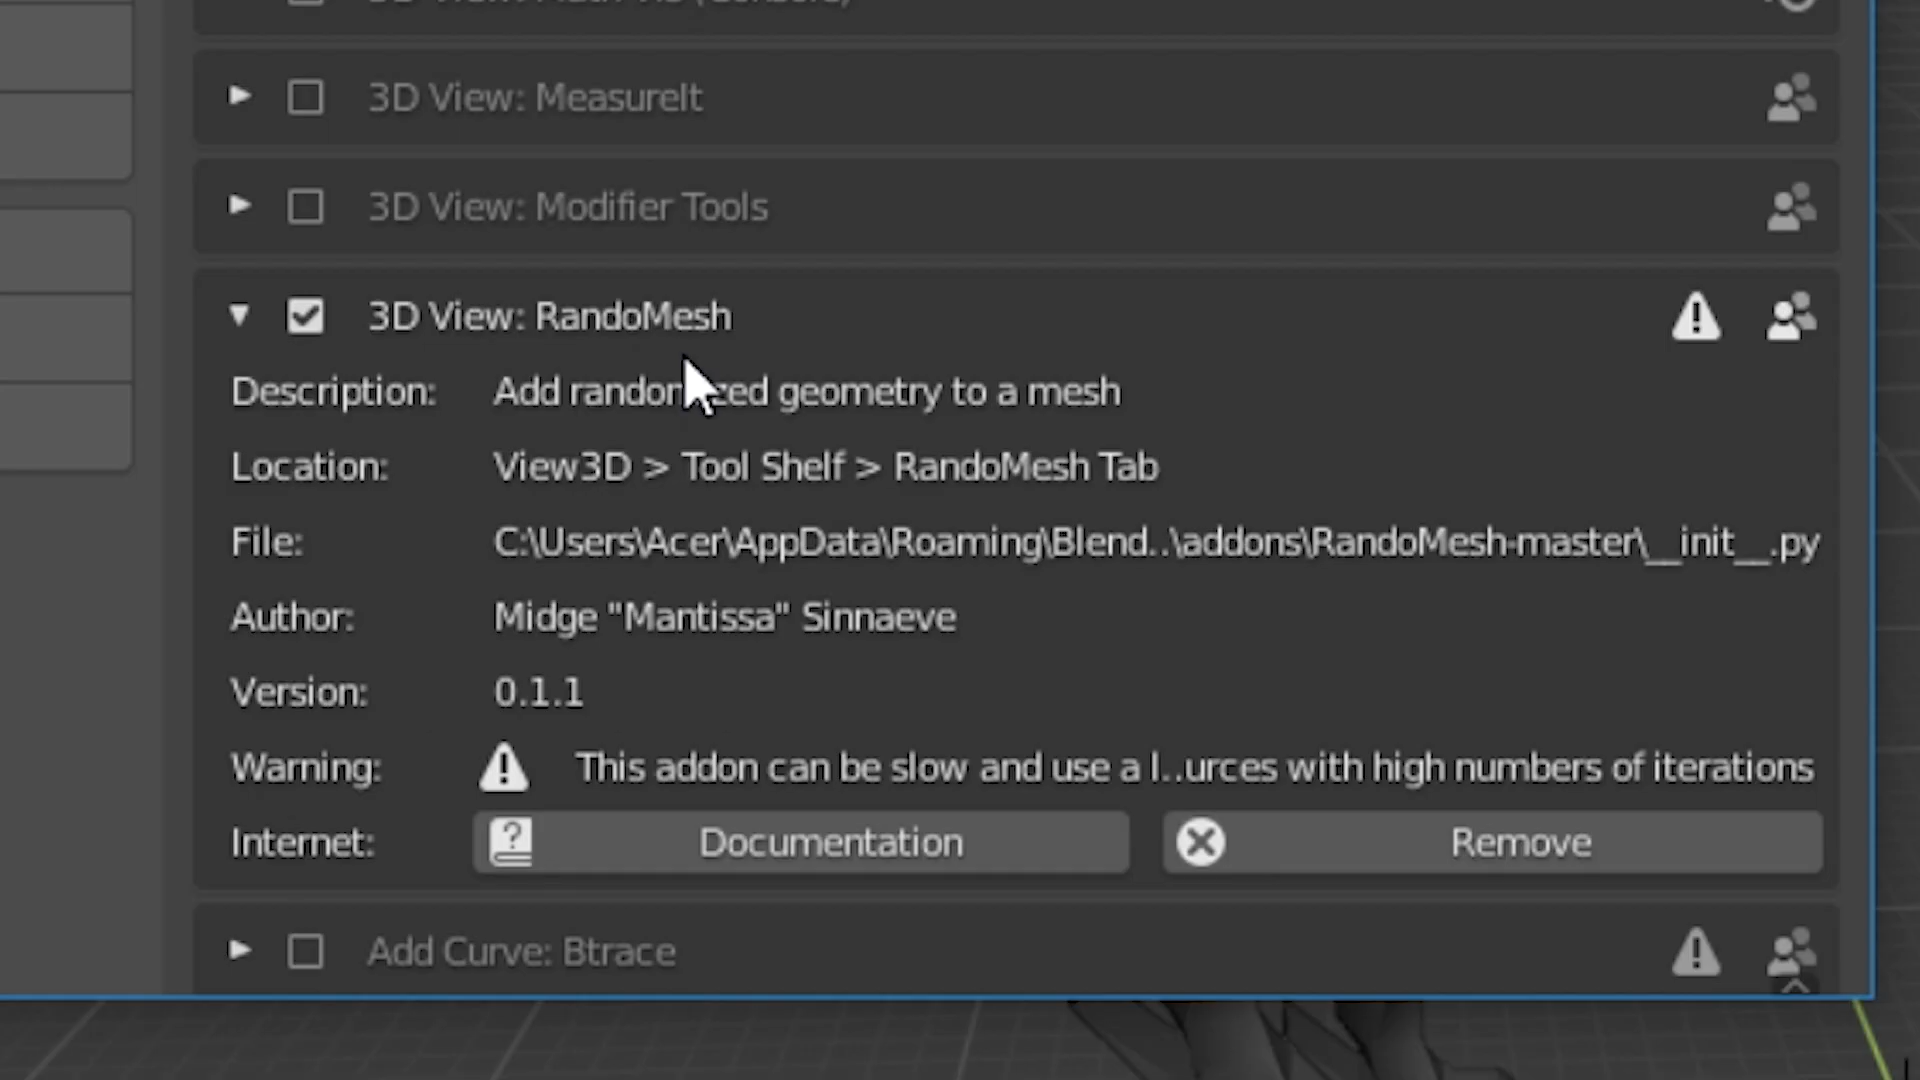 3D View: MeasureIt
3D View: Modifier Tools
3D View: RandoMesh
Description: Add randomized geometry to a mesh
Location: View3D > Tool Shelf > RandoMesh Tab
File: C:\Users\Acer\AppData\Roaming\Blend..\addons\RandoMesh-master\__init__.py
Author: Midge "Mantissa" Sinnaeve
Version: 0.1.1
Warning: This addon can be slow and use a l..urces with high numbers of iterations
Internet: Documentation Remove
Add Curve: Btrace